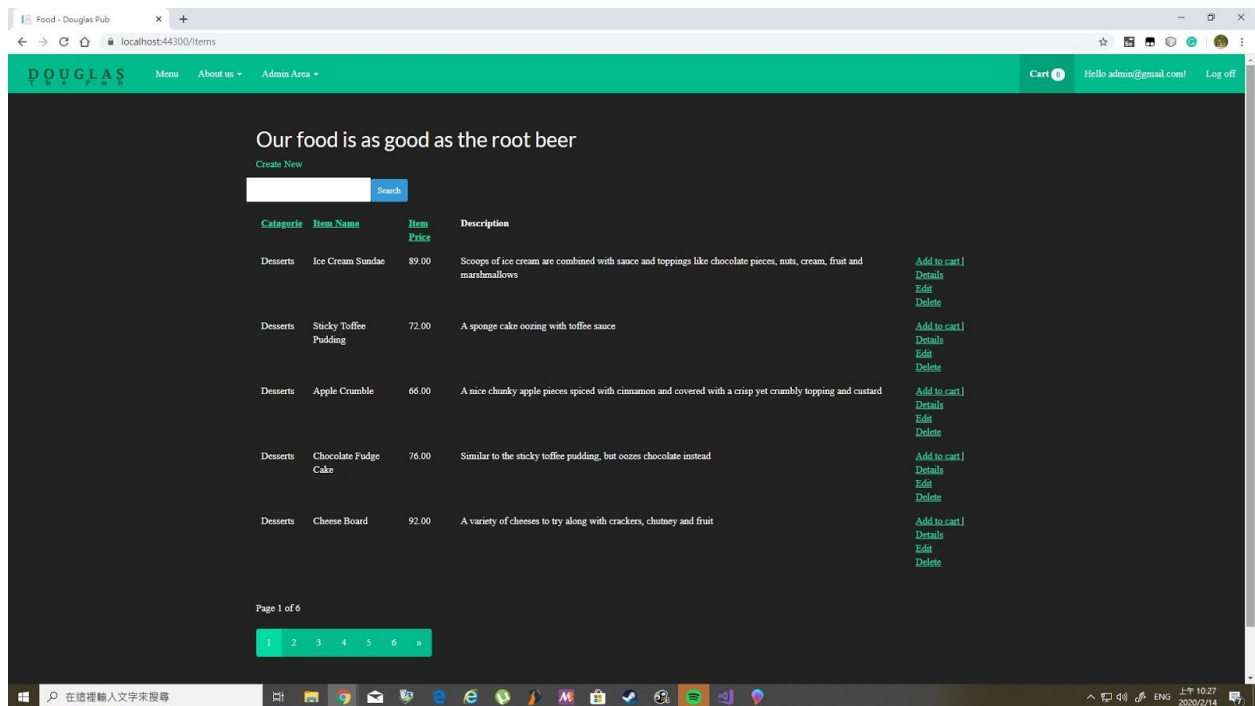 Food - Douglas Pub
localhost:44300/Items
DOUGLAS
The Pub
Menu About us Admin Area Cart 0 Hello admin@gmail.com! Log off
Our food is as good as the root beer
Create New
Search
Catagorie Item Name Item Price Description
Desserts Ice Cream Sundae 89.00 Scoops of ice cream are combined with sauce and toppings like chocolate pieces, nuts, cream, fruit and
marshmallows
Add to cart |
Details
Edit
Delete
Desserts Sticky Toffee Pudding 72.00 A sponge cake oozing with toffee sauce
Add to cart |
Details
Edit
Delete
Desserts Apple Crumble 66.00 A nice chunky apple pieces spiced with cinnamon and covered with a crisp yet crumbly topping and custard
Add to cart |
Details
Edit
Delete
Desserts Chocolate Fudge Cake 76.00 Similar to the sticky toffee pudding, but oozes chocolate instead
Add to cart |
Details
Edit
Delete
Desserts Cheese Board 92.00 A variety of cheeses to try along with crackers, chutney and fruit
Add to cart |
Details
Edit
Delete
Page 1 of 6
1 2 3 4 5 6 »
在這裡輸入文字來搜尋
ENG
上午 10:27
2020/2/14